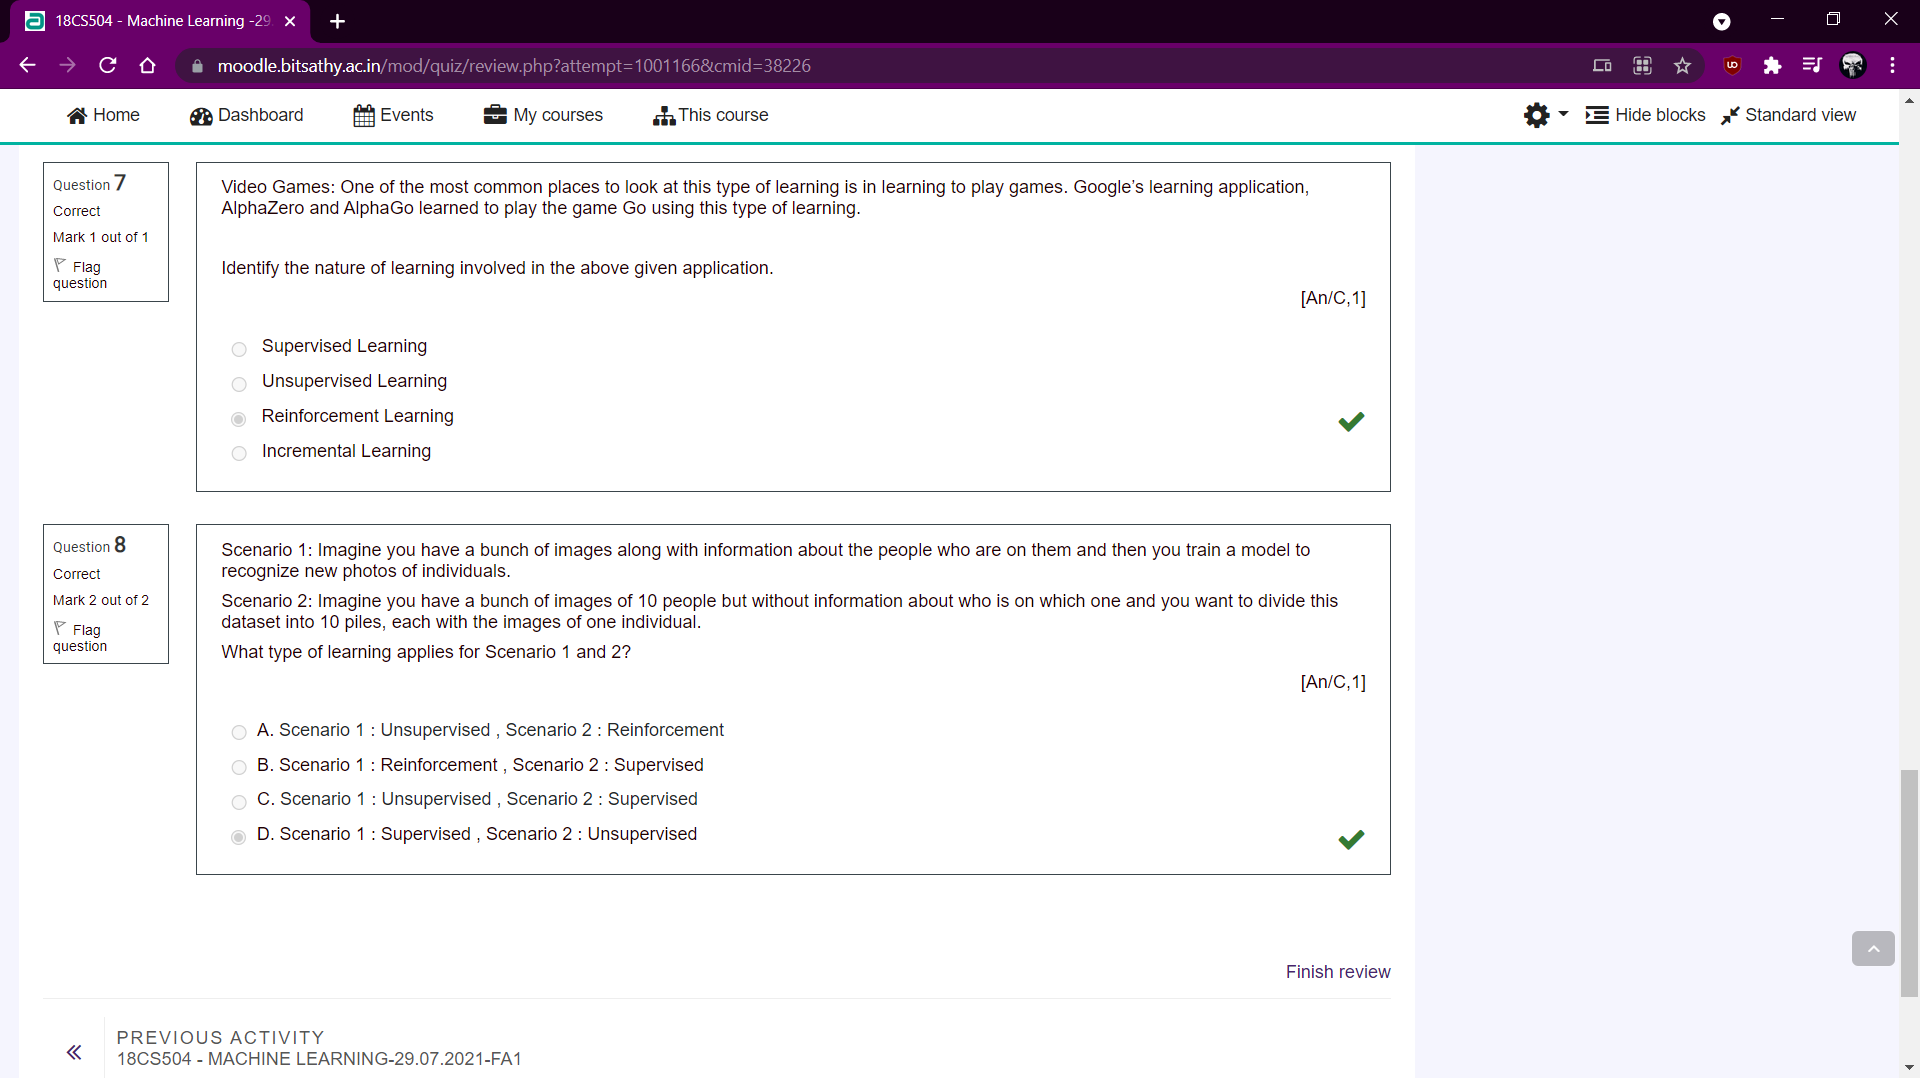 18CS504 - Machine Learning -29.
moodle.bitsathy.ac.in/mod/quiz/review.php?attempt=1001166&cmid=38226
Home
Dashboard
Events
My courses
This course
Hide blocks
Standard view
Question 7
Correct
Mark 1 out of 1
Flag
question
Video Games: One of the most common places to look at this type of learning is in learning to play games. Google’s learning application,
AlphaZero and AlphaGo learned to play the game Go using this type of learning.
Identify the nature of learning involved in the above given application.
[An/C,1]
Supervised Learning
Unsupervised Learning
Reinforcement Learning
Incremental Learning
Question 8
Correct
Mark 2 out of 2
Flag
question
Scenario 1: Imagine you have a bunch of images along with information about the people who are on them and then you train a model to
recognize new photos of individuals.
Scenario 2: Imagine you have a bunch of images of 10 people but without information about who is on which one and you want to divide this
dataset into 10 piles, each with the images of one individual.
What type of learning applies for Scenario 1 and 2?
[An/C,1]
A. Scenario 1 : Unsupervised , Scenario 2 : Reinforcement
B. Scenario 1 : Reinforcement , Scenario 2 : Supervised
C. Scenario 1 : Unsupervised , Scenario 2 : Supervised
D. Scenario 1 : Supervised , Scenario 2 : Unsupervised
Finish review
PREVIOUS ACTIVITY
18CS504 - MACHINE LEARNING-29.07.2021-FA1